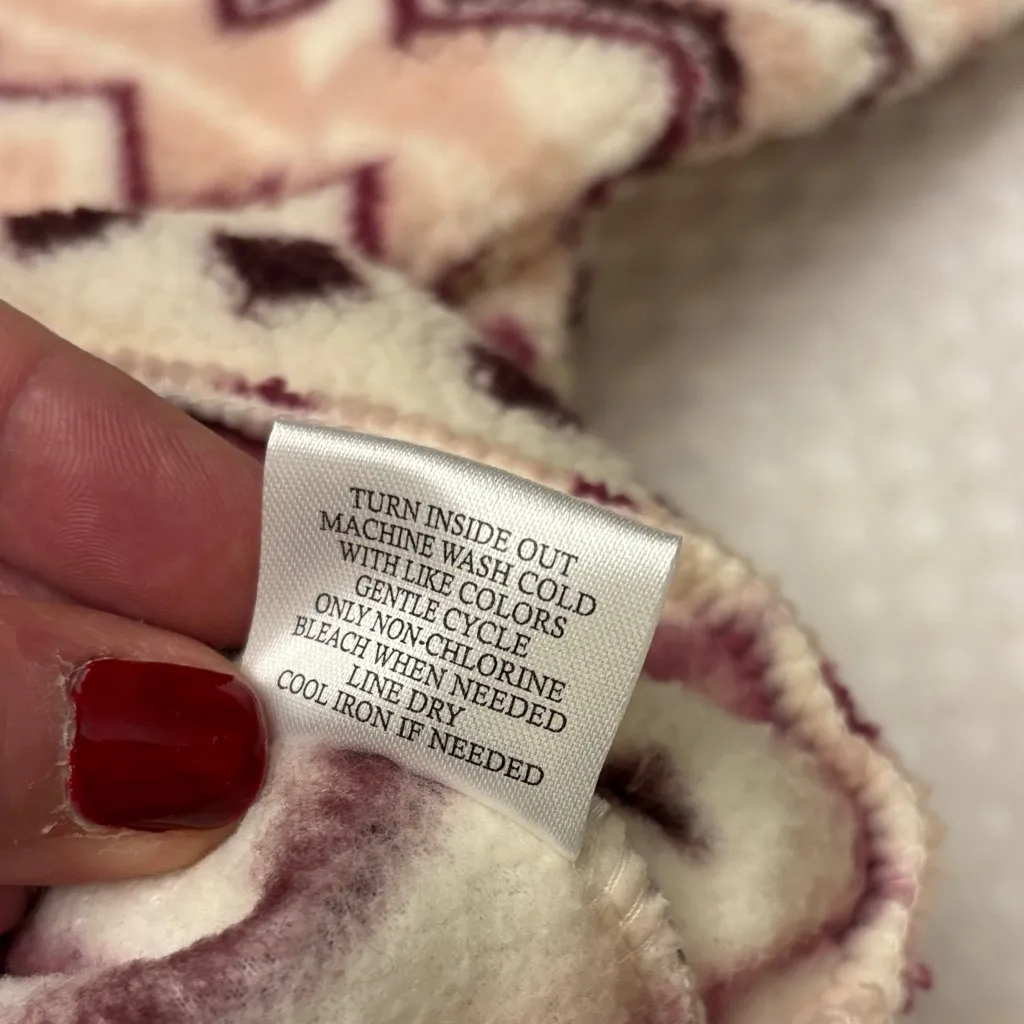 TURN INSIDE OUT
MACHINE WASH COLD
WITH LIKE COLORS
GENTLE CYCLE
ONLY NON-CHLORINE
BLEACH WHEN NEEDED
LINE DRY
COOL IRON IF NEEDED